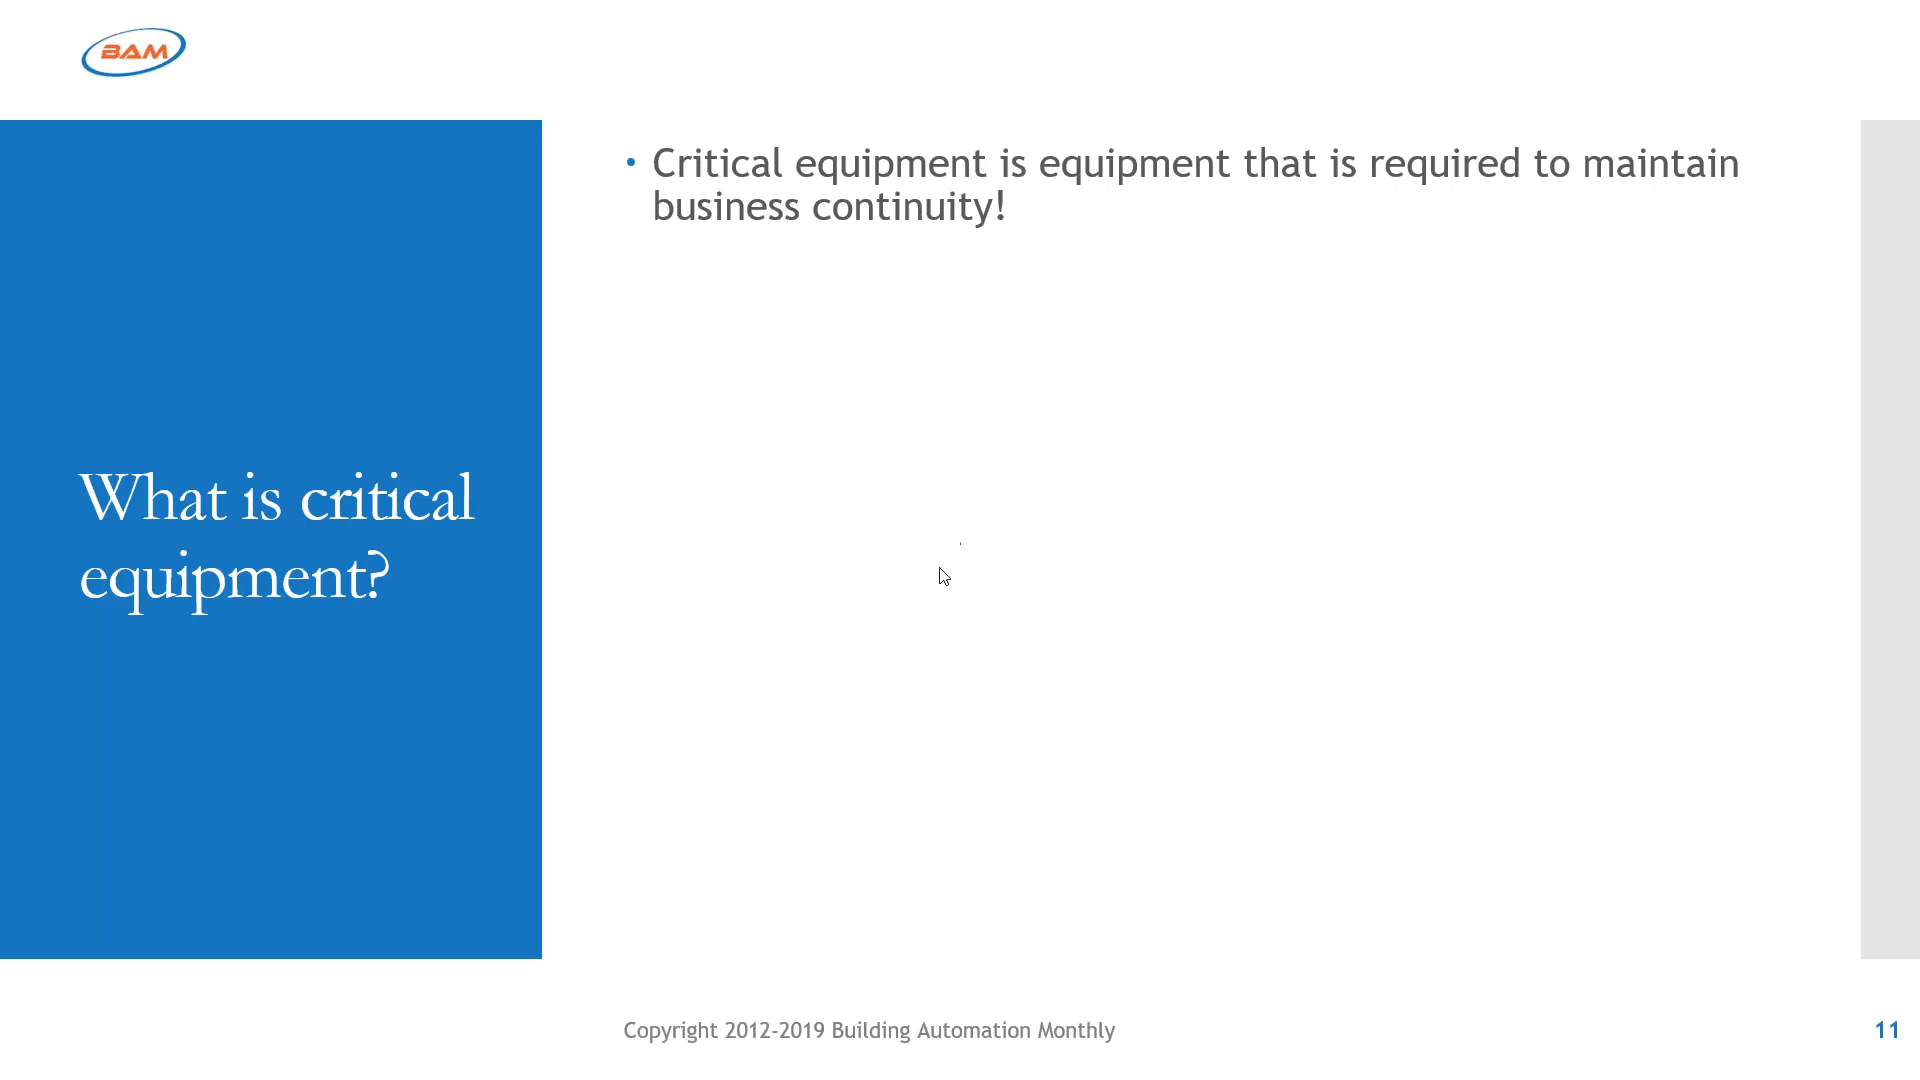 BAM
What is critical
equipment?
• Critical equipment is equipment that is required to maintain
business continuity!
Copyright 2012-2019 Building Automation Monthly
11